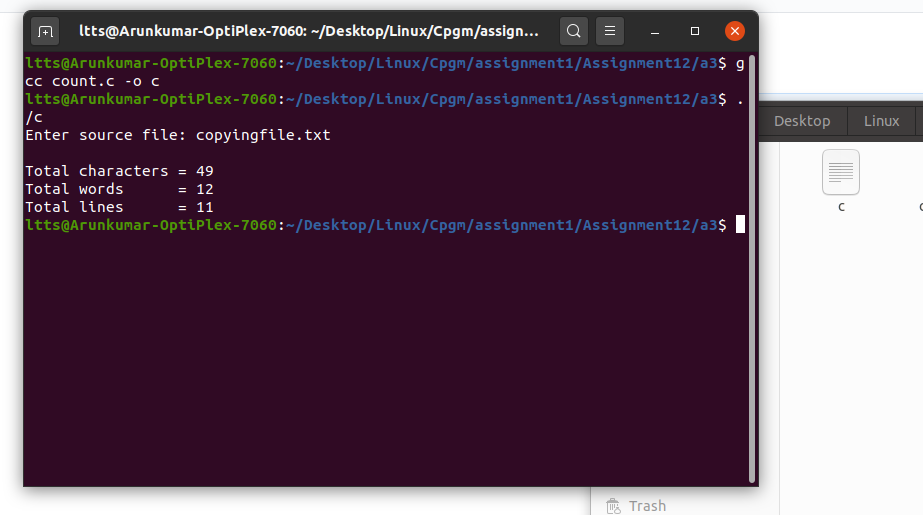 ltts@Arunkumar-OptiPlex-7060: ~/Desktop/Linux/Cpgm/assign...
ltts@Arunkumar-OptiPlex-7060:~/Desktop/Linux/Cpgm/assignment1/Assignment12/a3$ g
cc count.c -o c
ltts@Arunkumar-OptiPlex-7060:~/Desktop/Linux/Cpgm/assignment1/Assignment12/a3$ .
/c
Enter source file: copyingfile.txt
Total characters = 49
Total words      = 12
Total lines      = 11
ltts@Arunkumar-OptiPlex-7060:~/Desktop/Linux/Cpgm/assignment1/Assignment12/a3$
Desktop
Linux
c
Trash